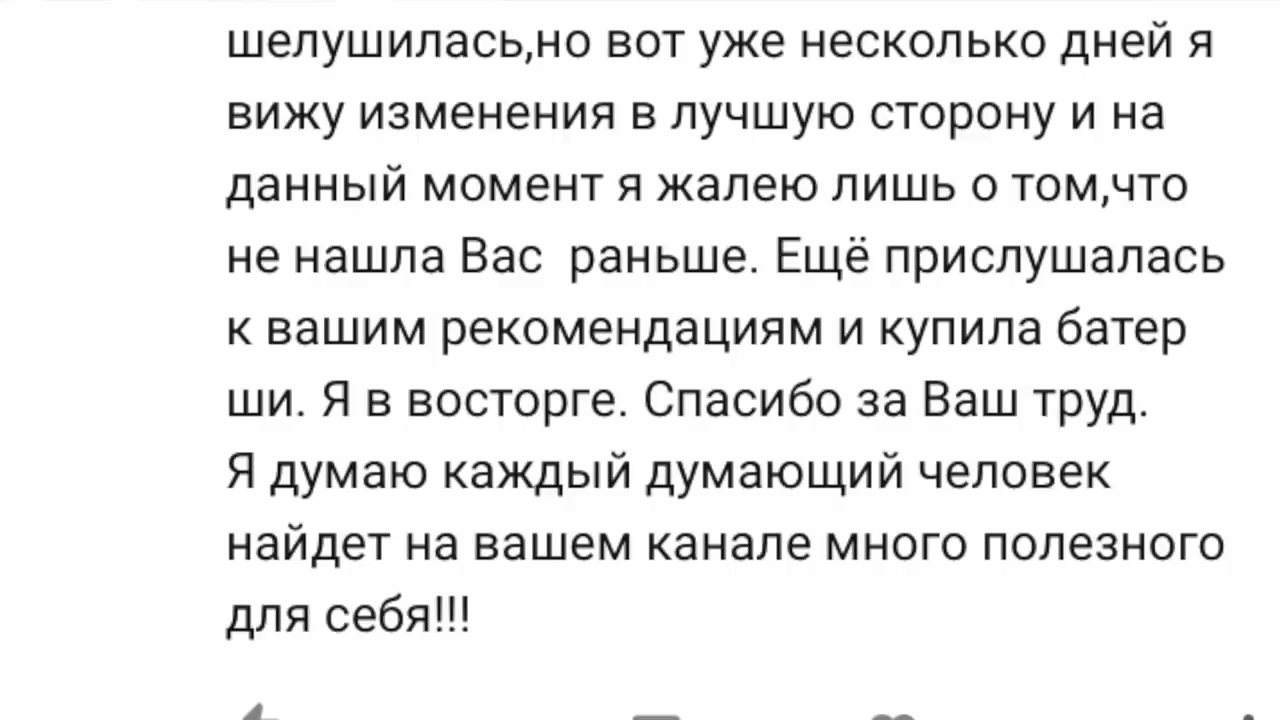 шелушилась,но вот уже несколько дней я
вижу изменения в лучшую сторону и на
данный момент я жалею лишь о том,что
не нашла Вас  раньше. Ещё прислушалась
к вашим рекомендациям и купила батер
ши. Я в восторге. Спасибо за Ваш труд.
Я думаю каждый думающий человек
найдет на вашем канале много полезного
для себя!!!